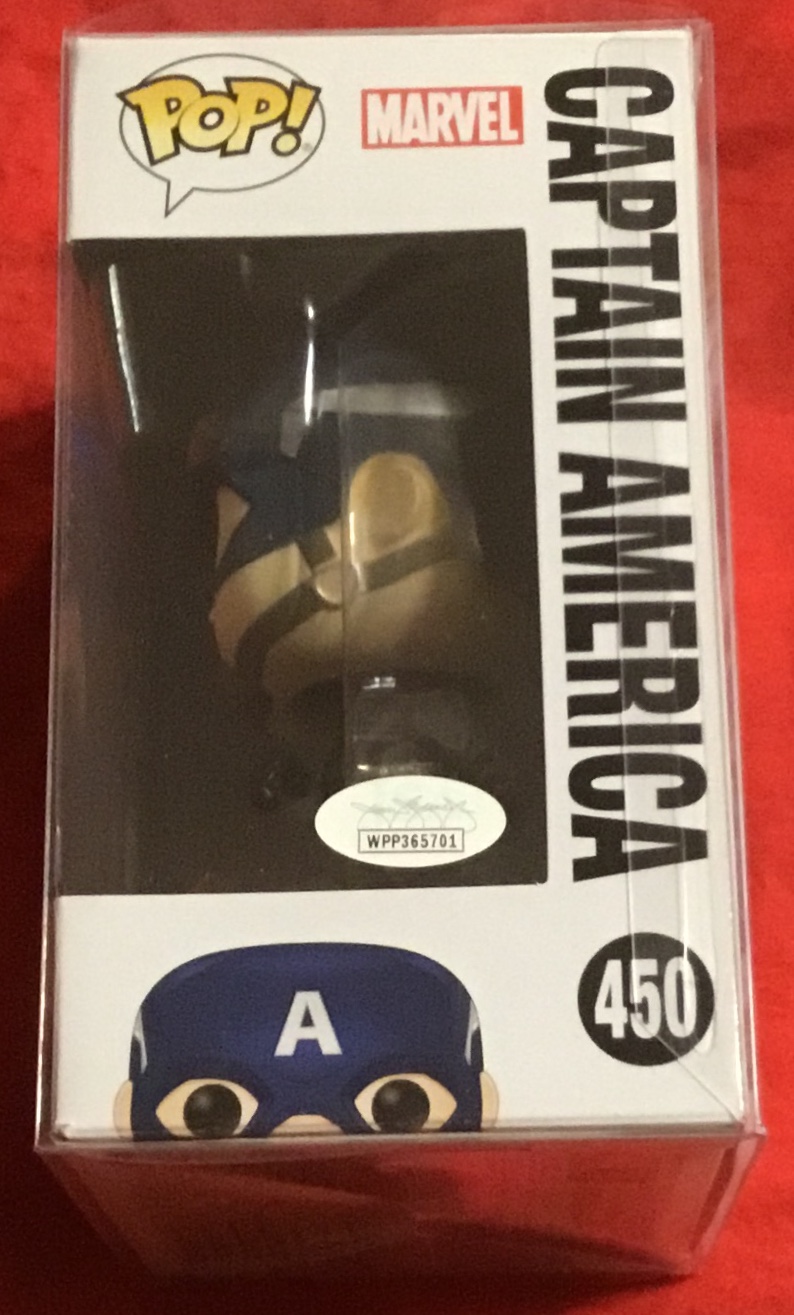 POP!
MARVEL
CAPTAIN AMERICA
WPP365701
450
A